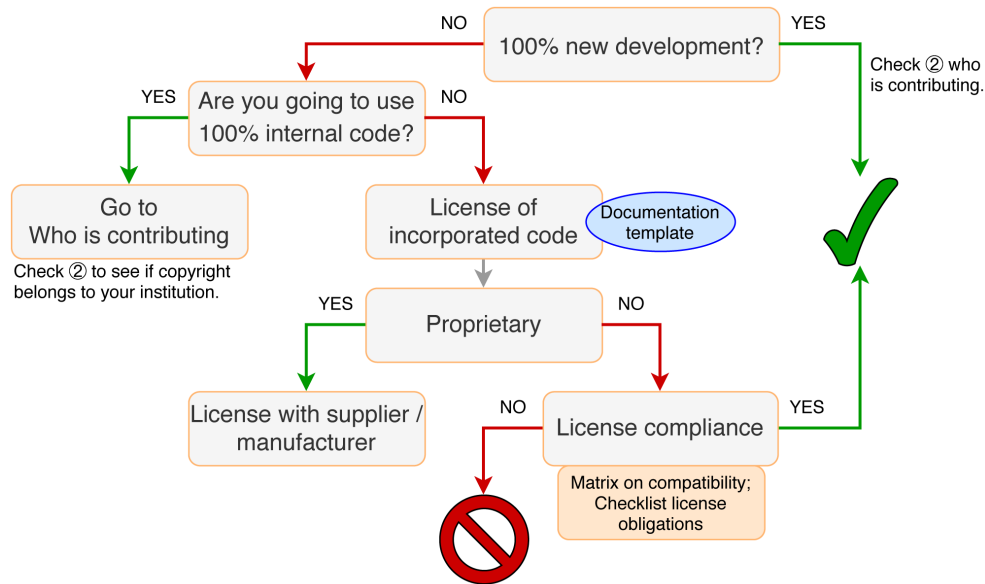 NO
100% new development?
YES
Check ② who
is contributing.
YES
Are you going to use
100% internal code?
NO
Go to
Who is contributing
Check ② to see if copyright
belongs to your institution.
License of
incorporated code
Documentation
template
YES
Proprietary
NO
License with supplier /
manufacturer
NO
License compliance
YES
Matrix on compatibility;
Checklist license
obligations